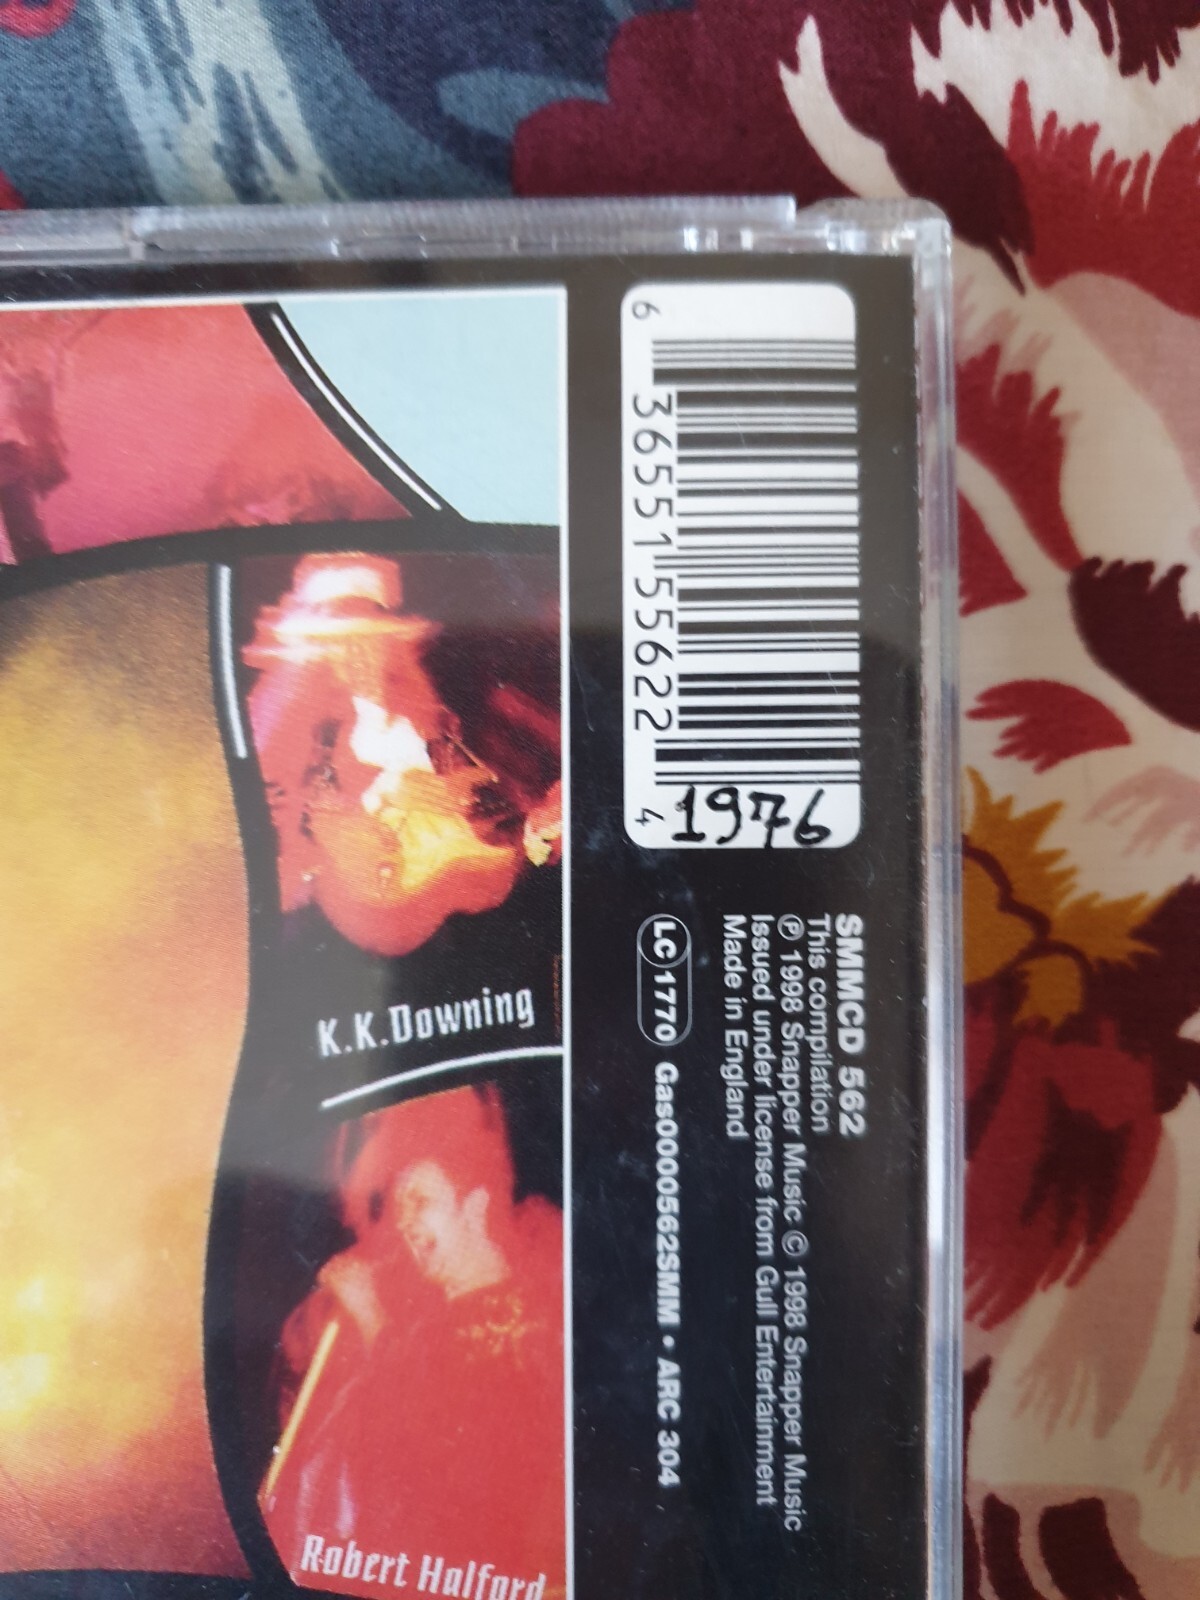 6 36551 55622 4
1976
SMMCD 562
This compilation
℗ 1998 Snapper Music © 1998 Snapper Music
Issued under license from Gull Entertainment
Made in England
LC 1770 Gas0000562SMM • ARC 304
K.K.Downing
Robert Halford